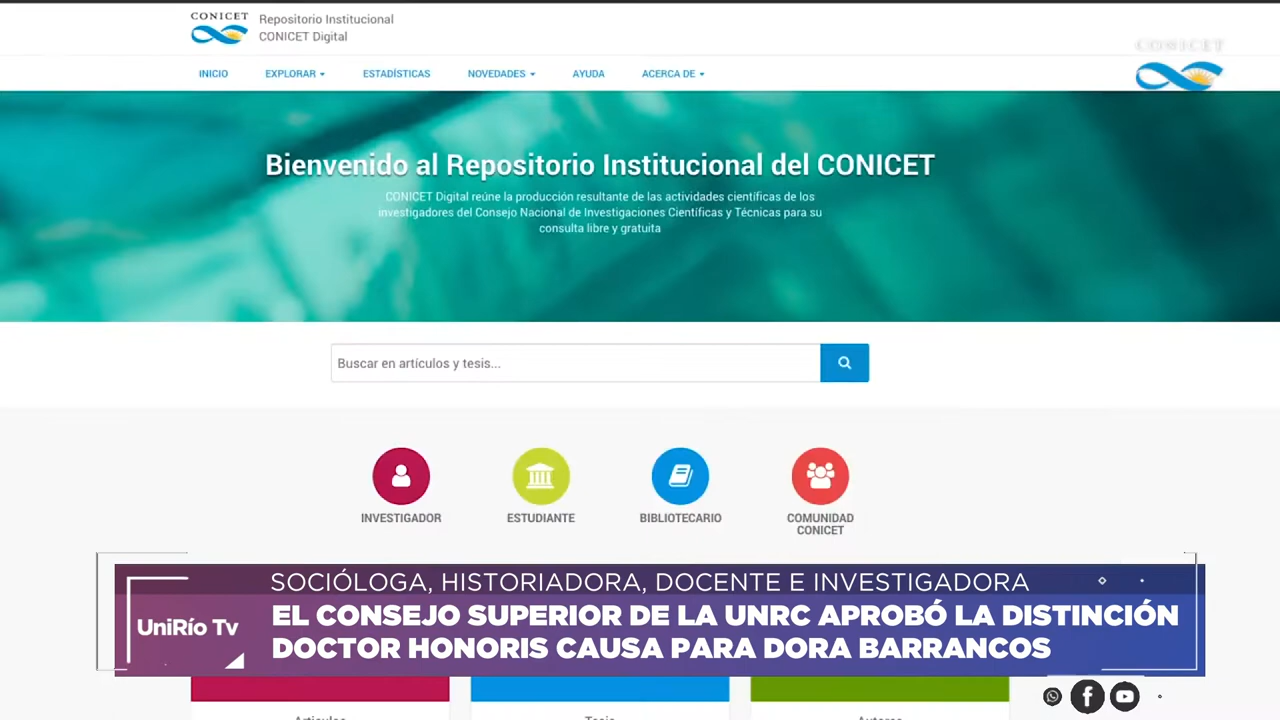 CONICET
Repositorio Institucional
CONICET Digital
CONICET
INICIO
EXPLORAR
ESTADÍSTICAS
NOVEDADES
AYUDA
ACERCA DE
Bienvenido al Repositorio Institucional del CONICET
CONICET Digital reúne la producción resultante de las actividades científicas de los
investigadores del Consejo Nacional de Investigaciones Científicas y Técnicas para su
consulta libre y gratuita
Buscar en artículos y tesis...
INVESTIGADOR
ESTUDIANTE
BIBLIOTECARIO
COMUNIDAD
CONICET
SOCIÓLOGA, HISTORIADORA, DOCENTE E INVESTIGADORA
UniRío Tv
EL CONSEJO SUPERIOR DE LA UNRC APROBÓ LA DISTINCIÓN
DOCTOR HONORIS CAUSA PARA DORA BARRANCOS